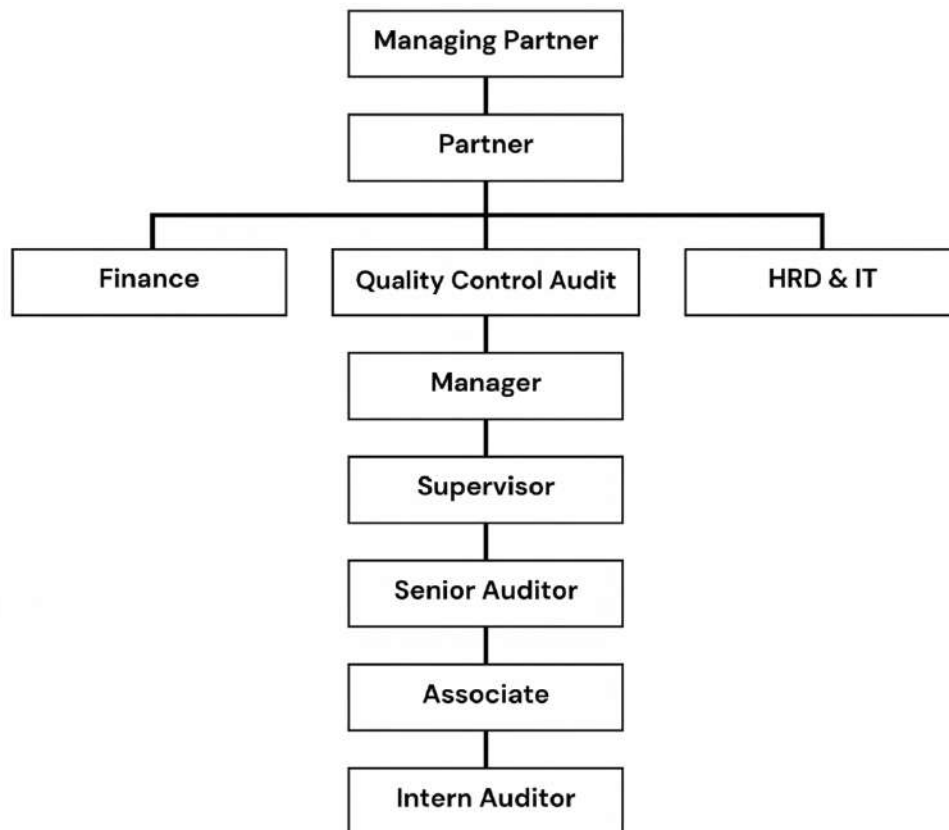 Managing Partner
Partner
Finance
Quality Control Audit
HRD & IT
Manager
Supervisor
Senior Auditor
Associate
Intern Auditor